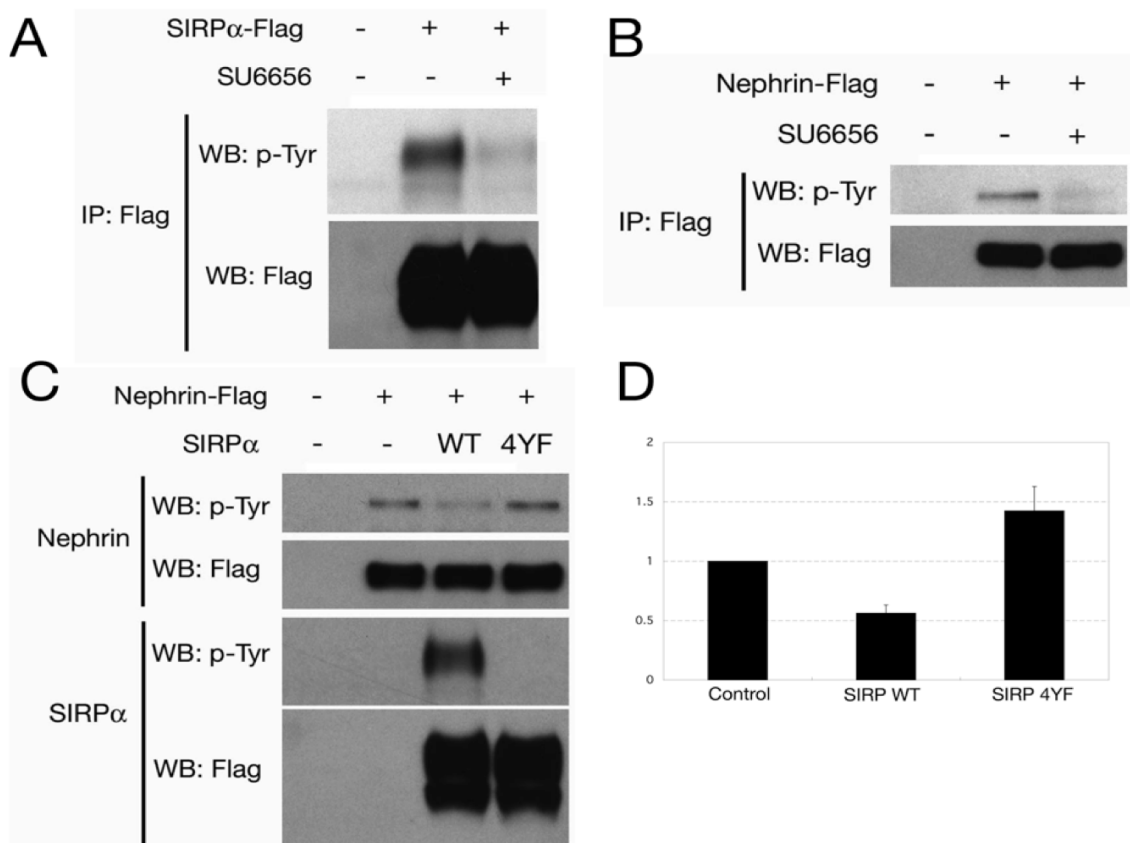 A
SIRPα-Flag - + +
SU6656 - - +
IP: Flag
WB: p-Tyr
WB: Flag
B
Nephrin-Flag - + +
SU6656 - - +
IP: Flag
WB: p-Tyr
WB: Flag
C
Nephrin-Flag - + + +
SIRPα - - WT 4YF
Nephrin
WB: p-Tyr
WB: Flag
SIRPα
WB: p-Tyr
WB: Flag
D
2
1.5
1
0.5
0
Control SIRP WT SIRP 4YF